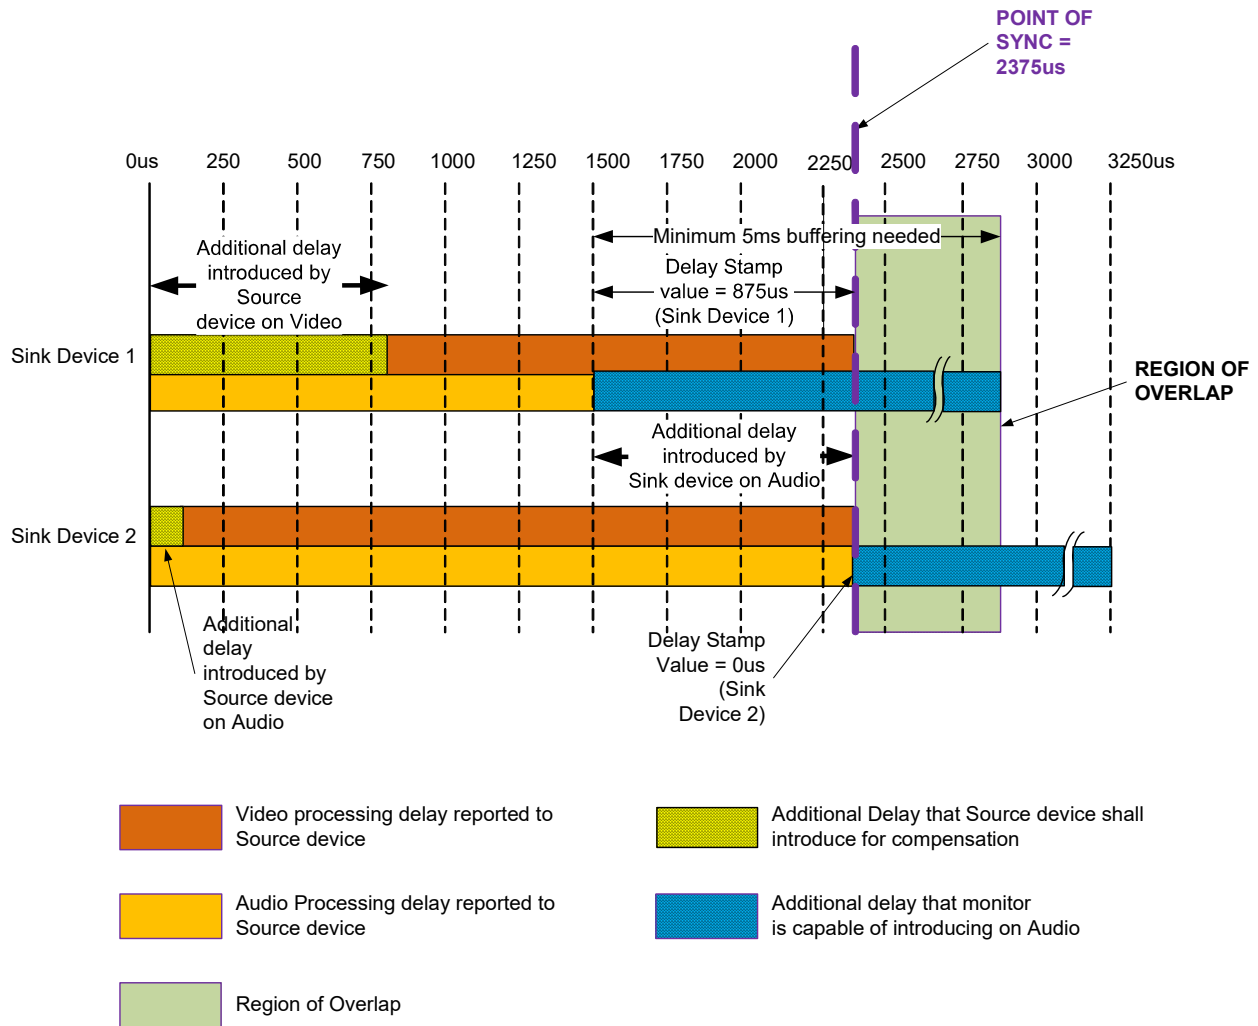 POINT OF
SYNC =
2375us
0us 250 500 750 1000 1250 1500 1750 2000 2250 2500 2750 3000 3250us
Additional delay
introduced by
Source
device on Video
Minimum 5ms buffering needed
Delay Stamp
value = 875us
(Sink Device 1)
Sink Device 1
REGION OF
OVERLAP
Additional delay
introduced by
Sink device on Audio
Sink Device 2
Additional
delay
introduced by
Source device
on Audio
Delay Stamp
Value = 0us
(Sink
Device 2)
Video processing delay reported to
Source device
Additional Delay that Source device shall
introduce for compensation
Audio Processing delay reported to
Source device
Additional delay that monitor
is capable of introducing on Audio
Region of Overlap